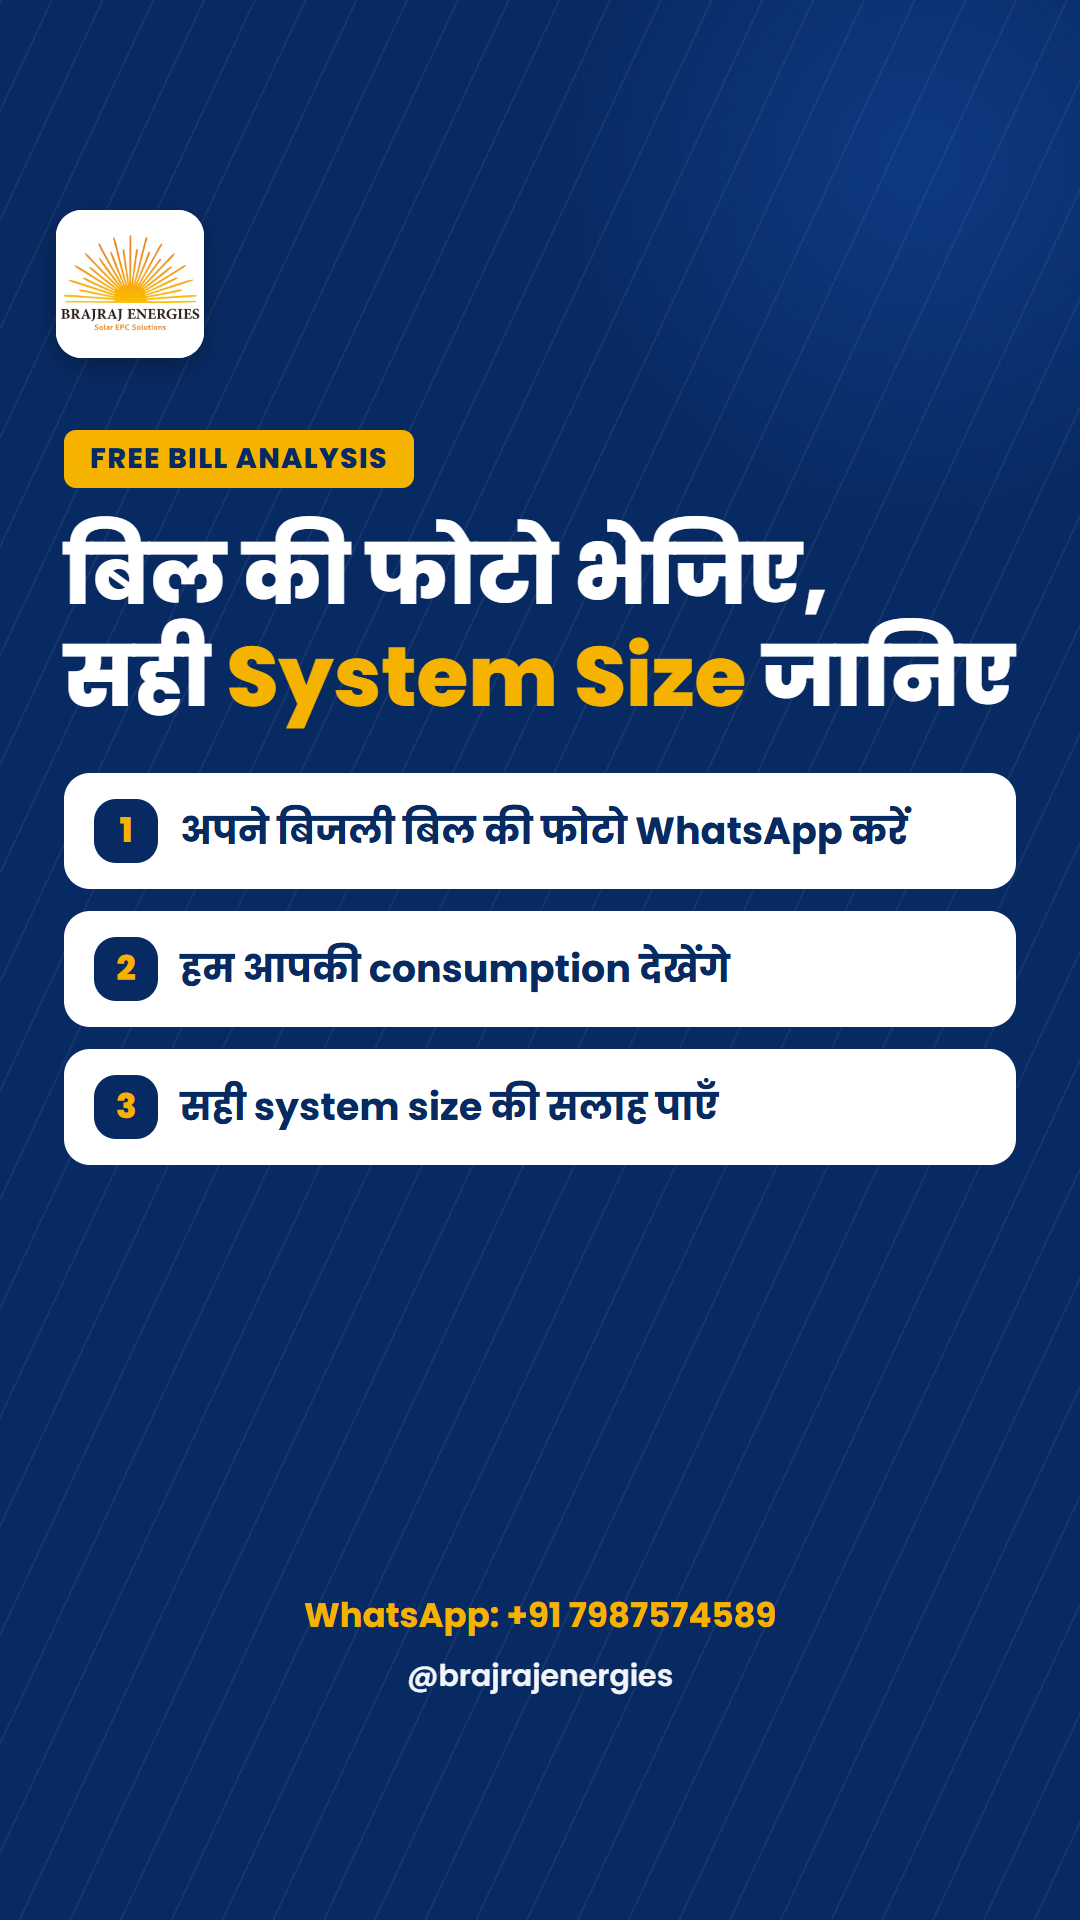 BRAJRAJ ENERGIES
Solar EPC Solutions
FREE BILL ANALYSIS
बिल की फोटो भेजिए,
सही System Size जानिए
1 अपने बिजली बिल की फोटो WhatsApp करें
2 हम आपकी consumption देखेंगे
3 सही system size की सलाह पाएँ
WhatsApp: +91 7987574589
@brajrajenergies